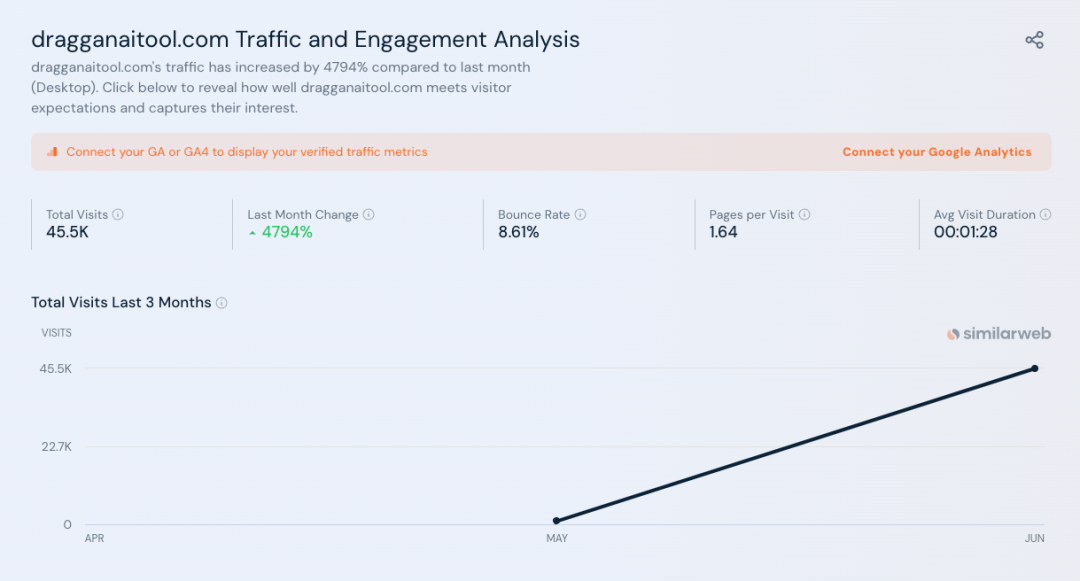 dragganaitool.com Traffic and Engagement Analysis
dragganaitool.com's traffic has increased by 4794% compared to last month
(Desktop). Click below to reveal how well dragganaitool.com meets visitor
expectations and captures their interest.
Connect your GA or GA4 to display your verified traffic metrics
Connect your Google Analytics
Total Visits
45.5K
Last Month Change
4794%
Bounce Rate
8.61%
Pages per Visit
1.64
Avg Visit Duration
00:01:28
Total Visits Last 3 Months
VISITS
similarweb
45.5K
22.7K
0
APR
MAY
JUN